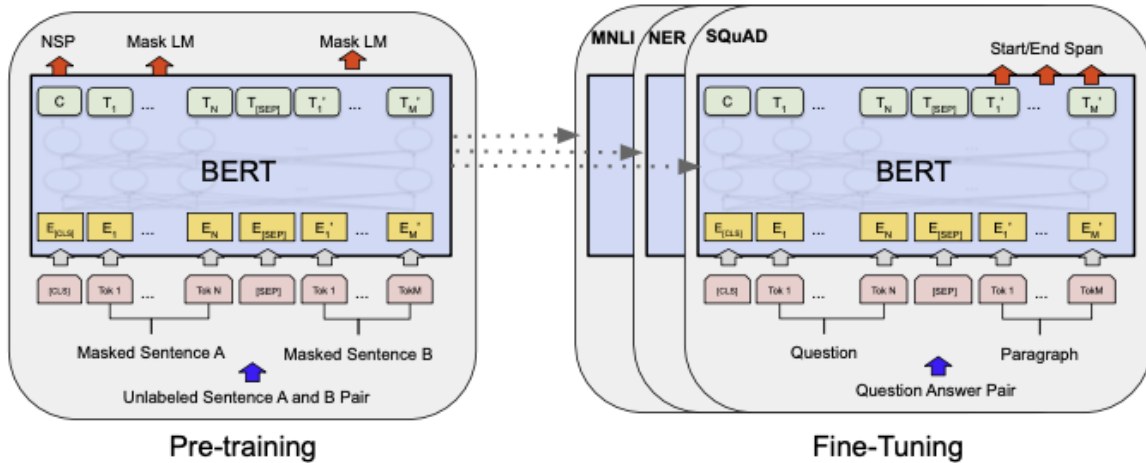 NSP Mask LM Mask LM
C T1 ... TN T[SEP] T1' ... TM'
BERT
E[CLS] E1 ... EN E[SEP] E1' ... EM'
[CLS] Tok 1 ... Tok N [SEP] Tok 1 ... TokM
Masked Sentence A Masked Sentence B
Unlabeled Sentence A and B Pair
Pre-training
MNLI NER SQuAD
Start/End Span
C T1 ... TN T[SEP] T1' ... TM'
BERT
E[CLS] E1 ... EN E[SEP] E1' ... EM'
[CLS] Tok 1 ... Tok N [SEP] Tok 1 ... TokM
Question Paragraph
Question Answer Pair
Fine-Tuning